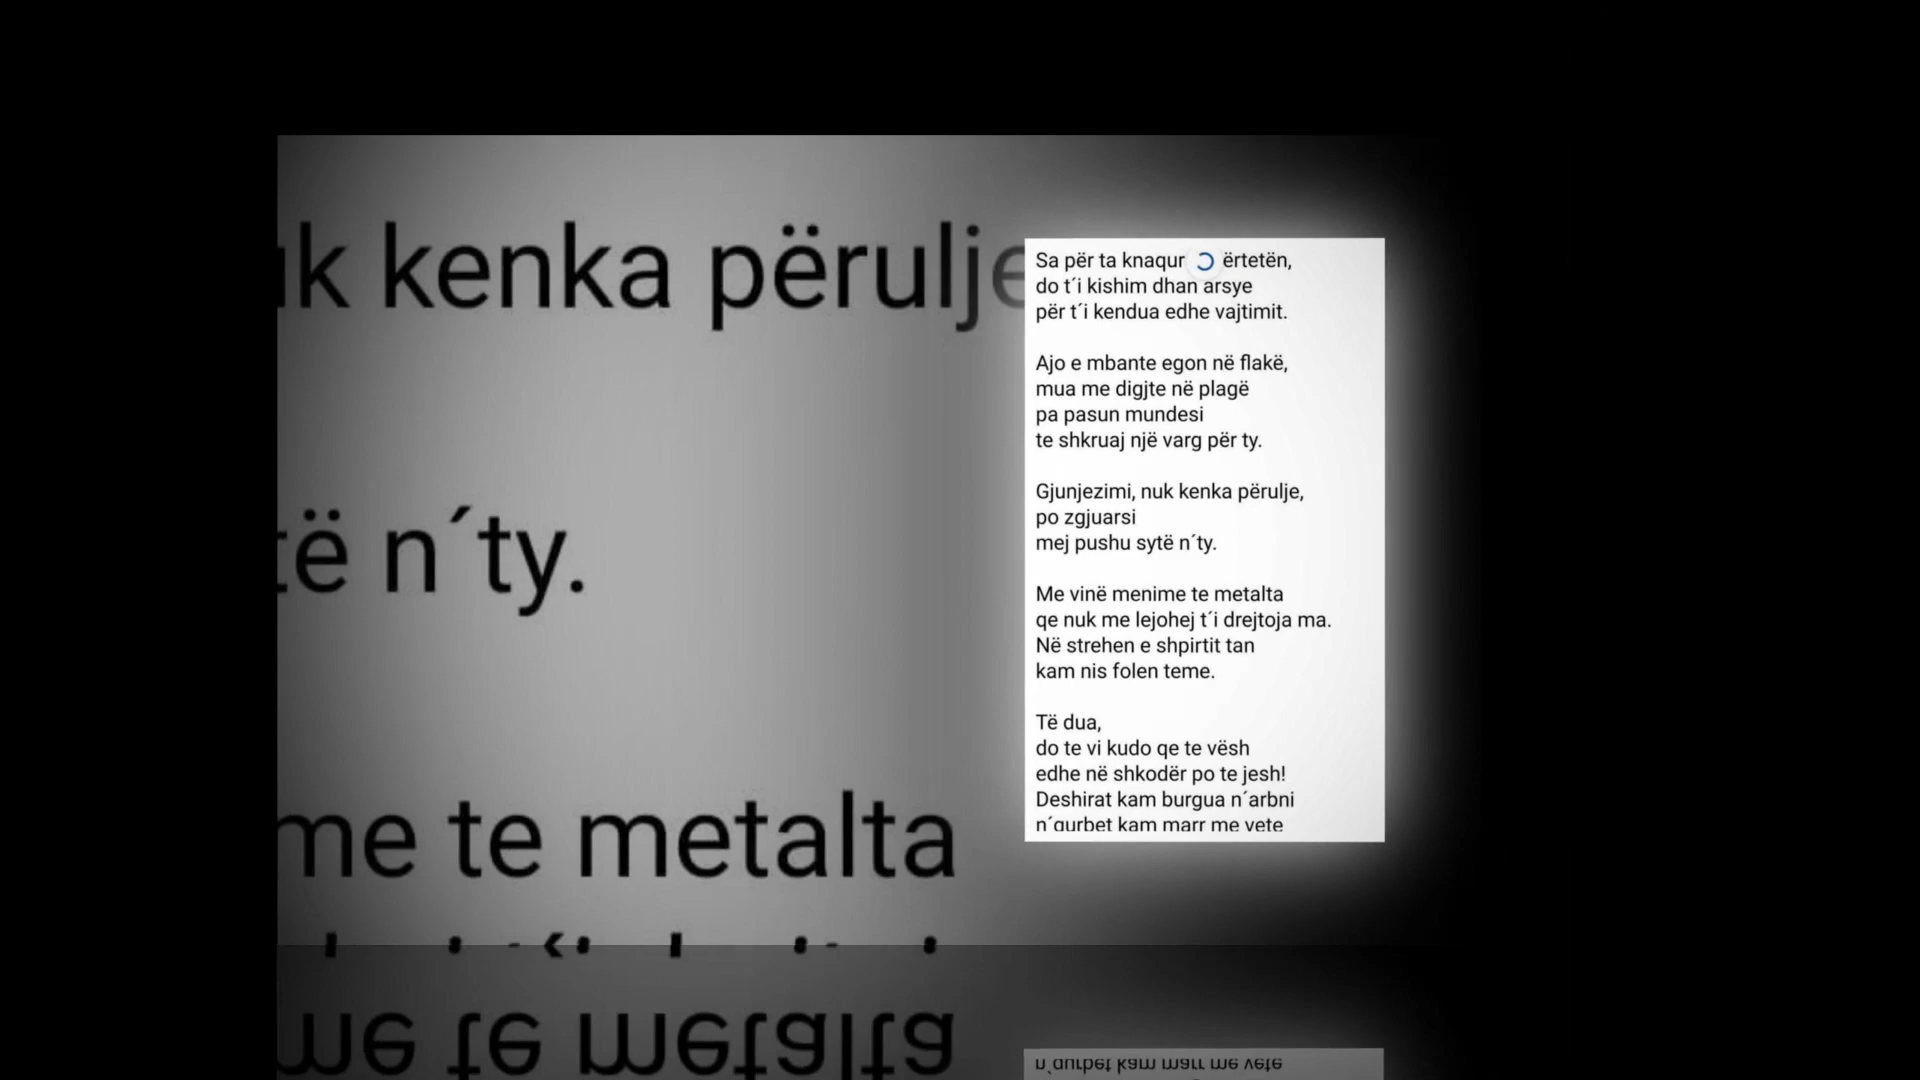 uk kenka përulje
të n´ty.
me te metalta
Sa për ta knaqur ërtetën,
do t´i kishim dhan arsye
për t´i kendua edhe vajtimit.
Ajo e mbante egon në flakë,
mua me digjte në plagë
pa pasun mundesi
te shkruaj një varg për ty.
Gjunjezimi, nuk kenka përulje,
po zgjuarsi
mej pushu sytë n´ty.
Me vinë menime te metalta
qe nuk me lejohej t´i drejtoja ma.
Në strehen e shpirtit tan
kam nis folen teme.
Të dua,
do te vi kudo qe te vësh
edhe në shkodër po te jesh!
Deshirat kam burgua n´arbni
n´gurbet kam marr me vete